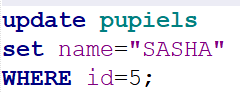 update pupiels
set name="SASHA"
WHERE id=5;